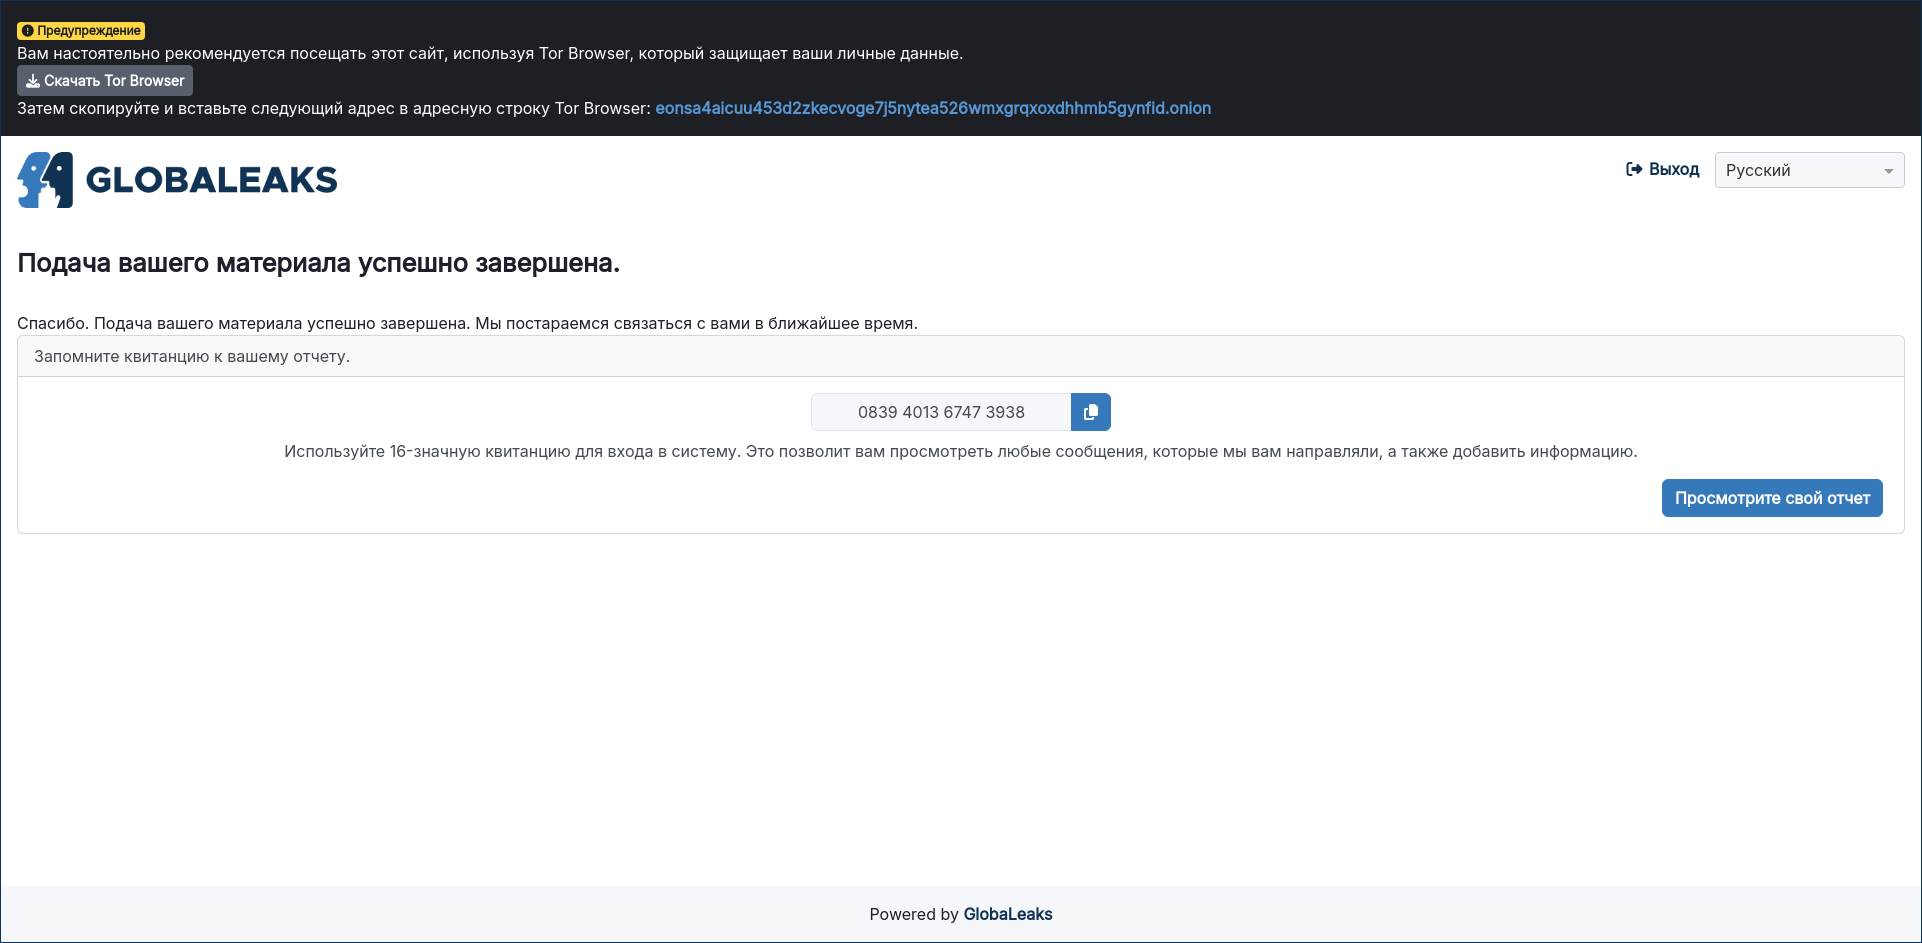 Предупреждение
Вам настоятельно рекомендуется посещать этот сайт, используя Tor Browser, который защищает ваши личные данные.
Скачать Tor Browser
Затем скопируйте и вставьте следующий адрес в адресную строку Tor Browser: eonsa4aicuu453d2zkecvoge7j5nytea526wmxgrqxoxdhhmb5gynfid.onion
GLOBALEAKS
Выход
Русский
Подача вашего материала успешно завершена.
Спасибо. Подача вашего материала успешно завершена. Мы постараемся связаться с вами в ближайшее время.
Запомните квитанцию к вашему отчету.
0839 4013 6747 3938
Используйте 16-значную квитанцию для входа в систему. Это позволит вам просмотреть любые сообщения, которые мы вам направляли, а также добавить информацию.
Просмотрите свой отчет
Powered by GlobaLeaks